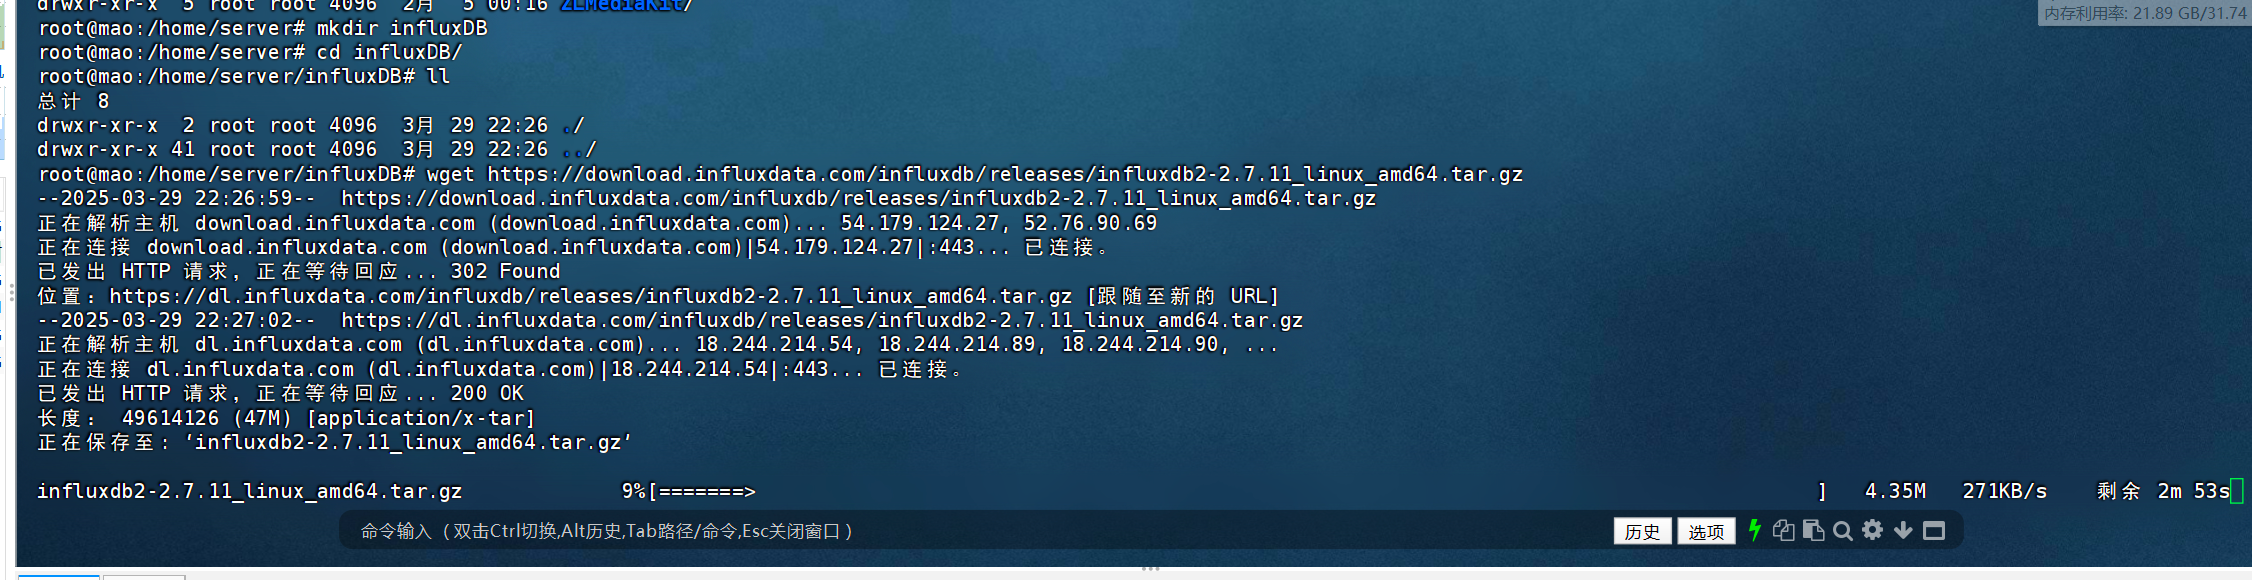 drwxr-xr-x  5 root root 4096  2月  5 00:16 ZLMediaKit/
内存利用率: 21.89 GB/31.74
root@mao:/home/server# mkdir influxDB
root@mao:/home/server# cd influxDB/
root@mao:/home/server/influxDB# ll
总计 8
drwxr-xr-x  2 root root 4096  3月 29 22:26 ./
drwxr-xr-x 41 root root 4096  3月 29 22:26 ../
root@mao:/home/server/influxDB# wget https://download.influxdata.com/influxdb/releases/influxdb2-2.7.11_linux_amd64.tar.gz
--2025-03-29 22:26:59--  https://download.influxdata.com/influxdb/releases/influxdb2-2.7.11_linux_amd64.tar.gz
正在解析主机 download.influxdata.com (download.influxdata.com)... 54.179.124.27, 52.76.90.69
正在连接 download.influxdata.com (download.influxdata.com)|54.179.124.27|:443... 已连接。
已发出 HTTP 请求，正在等待回应... 302 Found
位置：https://dl.influxdata.com/influxdb/releases/influxdb2-2.7.11_linux_amd64.tar.gz [跟随至新的 URL]
--2025-03-29 22:27:02--  https://dl.influxdata.com/influxdb/releases/influxdb2-2.7.11_linux_amd64.tar.gz
正在解析主机 dl.influxdata.com (dl.influxdata.com)... 18.244.214.54, 18.244.214.89, 18.244.214.90, ...
正在连接 dl.influxdata.com (dl.influxdata.com)|18.244.214.54|:443... 已连接。
已发出 HTTP 请求，正在等待回应... 200 OK
长度： 49614126 (47M) [application/x-tar]
正在保存至: ‘influxdb2-2.7.11_linux_amd64.tar.gz’
influxdb2-2.7.11_linux_amd64.tar.gz             9%[=======>                    ]   4.35M   271KB/s    剩余 2m 53s
命令输入（双击Ctrl切换,Alt历史,Tab路径/命令,Esc关闭窗口） 历史 选项